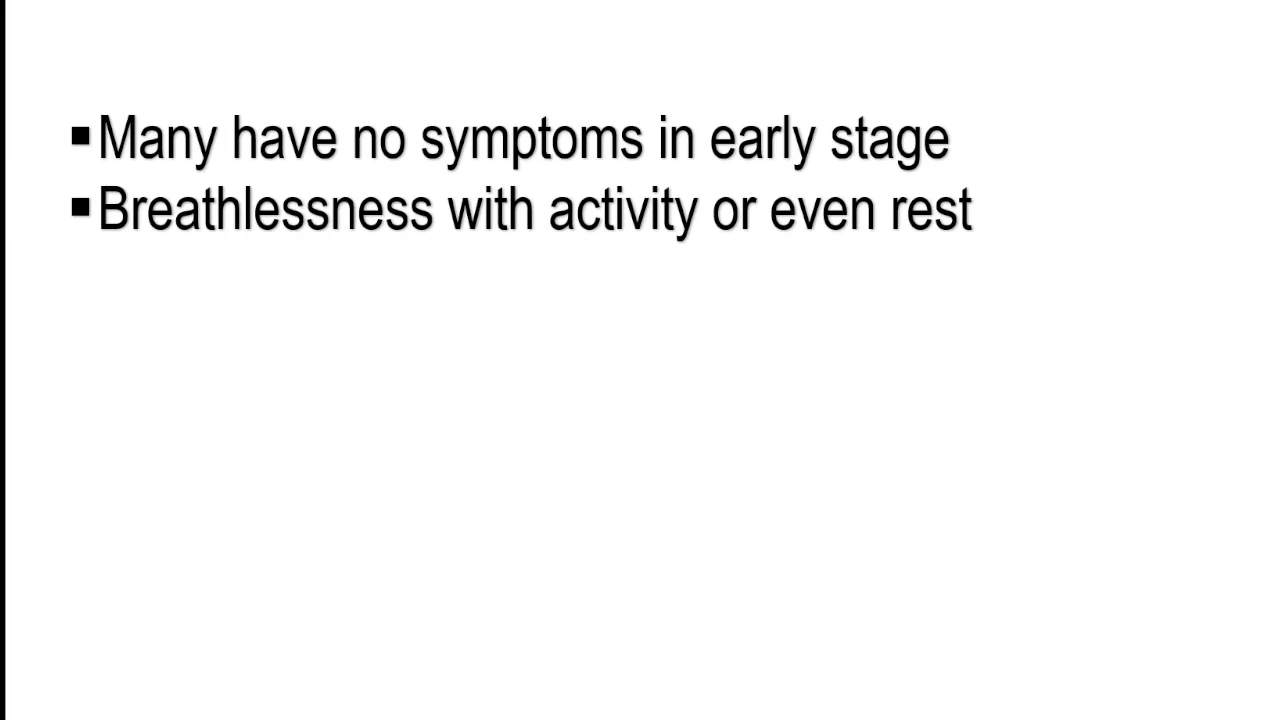 ▪Many have no symptoms in early stage
▪Breathlessness with activity or even rest